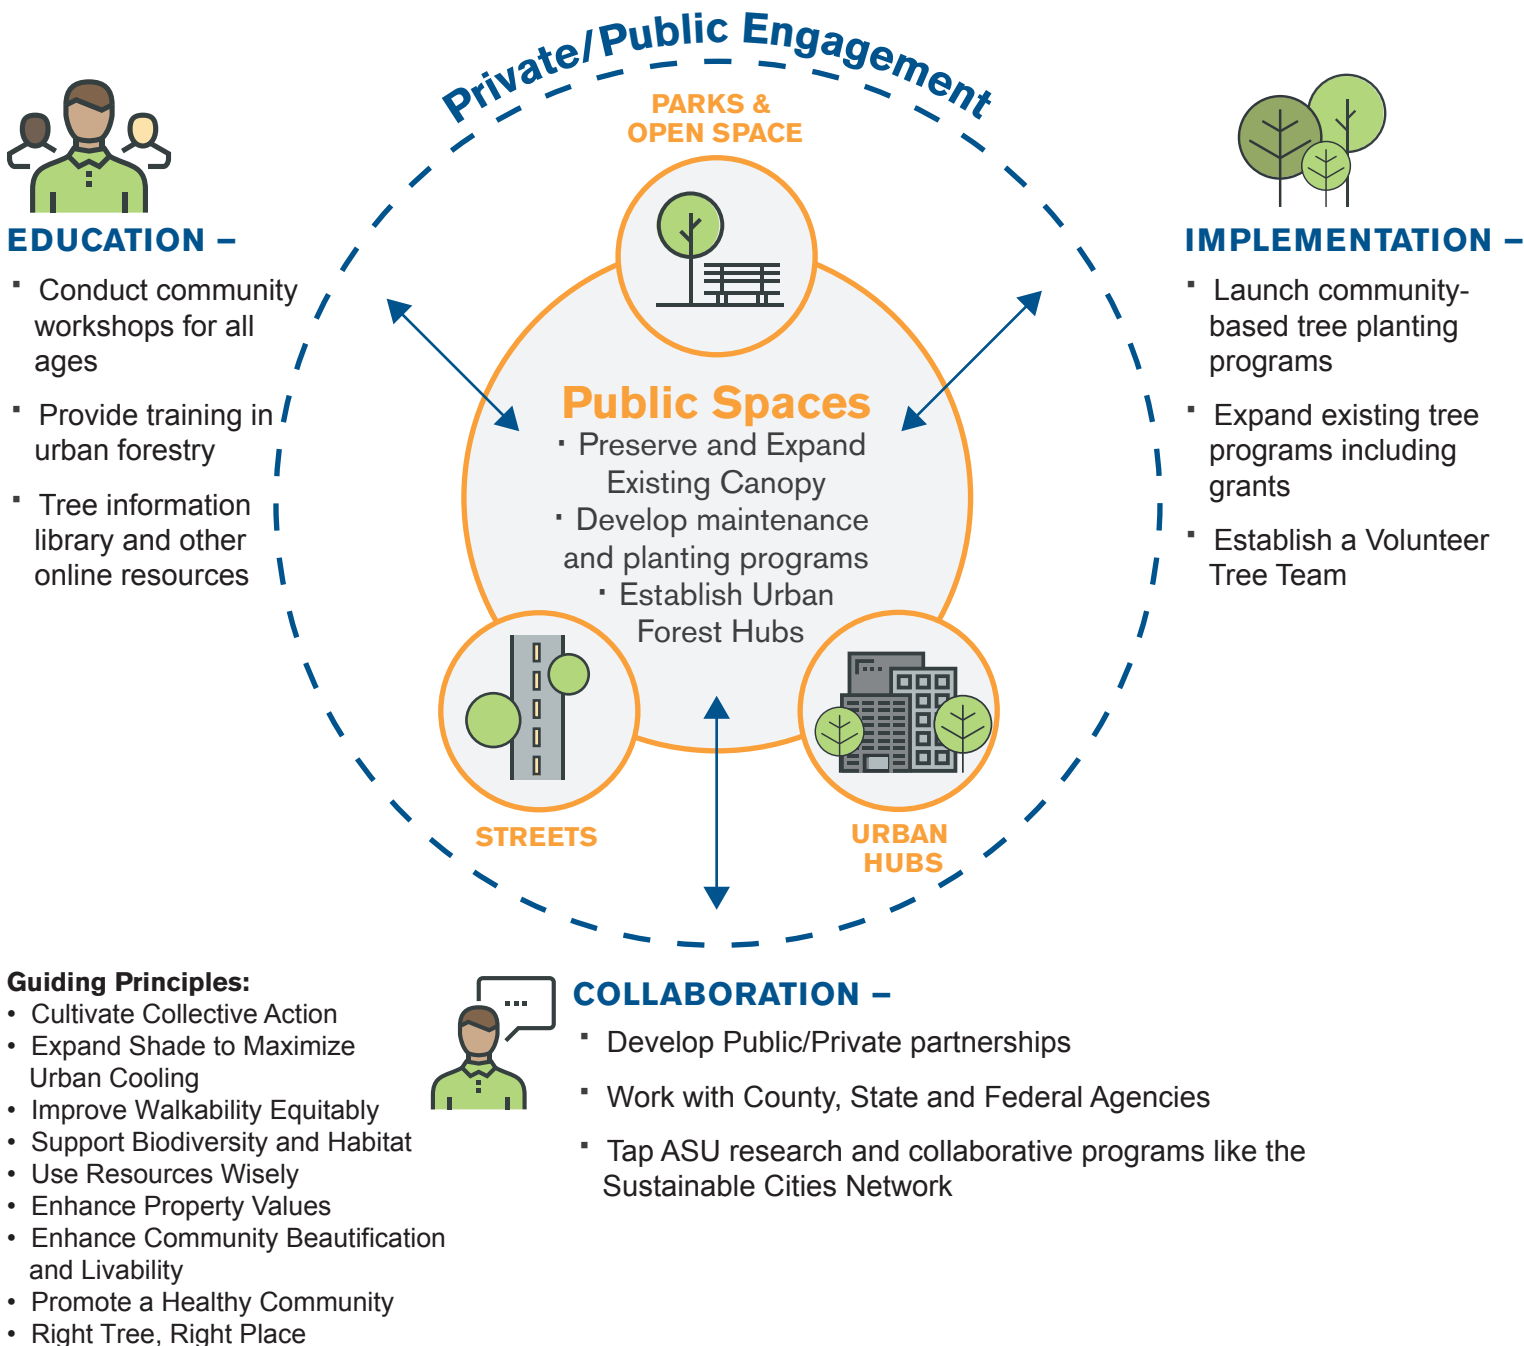 Private/Public Engagement
PARKS &
OPEN SPACE
EDUCATION –
▪ Conduct community
workshops for all
ages
▪ Provide training in
urban forestry
▪ Tree information
library and other
online resources
IMPLEMENTATION –
▪ Launch community-
based tree planting
programs
▪ Expand existing tree
programs including
grants
▪ Establish a Volunteer
Tree Team
Public Spaces
· Preserve and Expand
Existing Canopy
· Develop maintenance
and planting programs
· Establish Urban
Forest Hubs
STREETS
URBAN
HUBS
Guiding Principles:
• Cultivate Collective Action
• Expand Shade to Maximize
Urban Cooling
• Improve Walkability Equitably
• Support Biodiversity and Habitat
• Use Resources Wisely
• Enhance Property Values
• Enhance Community Beautification
and Livability
• Promote a Healthy Community
• Right Tree, Right Place
COLLABORATION –
▪ Develop Public/Private partnerships
▪ Work with County, State and Federal Agencies
▪ Tap ASU research and collaborative programs like the
Sustainable Cities Network